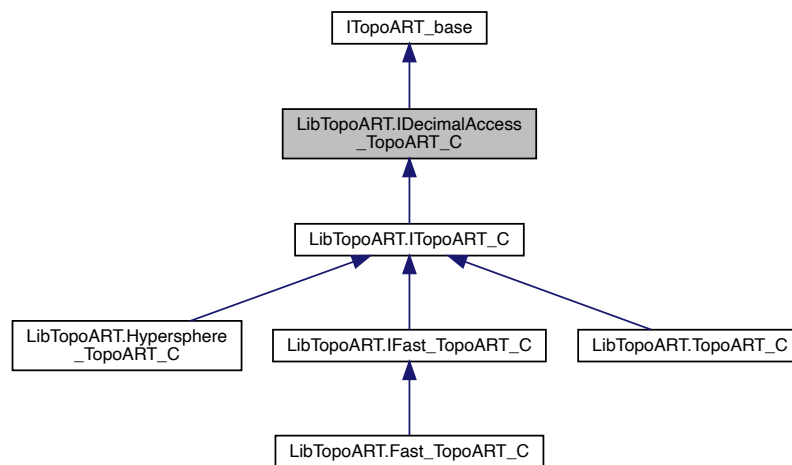 ITopoART_base
LibTopoART.IDecimalAccess
_TopoART_C
LibTopoART.ITopoART_C
LibTopoART.Hypersphere
_TopoART_C
LibTopoART.IFast_TopoART_C
LibTopoART.TopoART_C
LibTopoART.Fast_TopoART_C